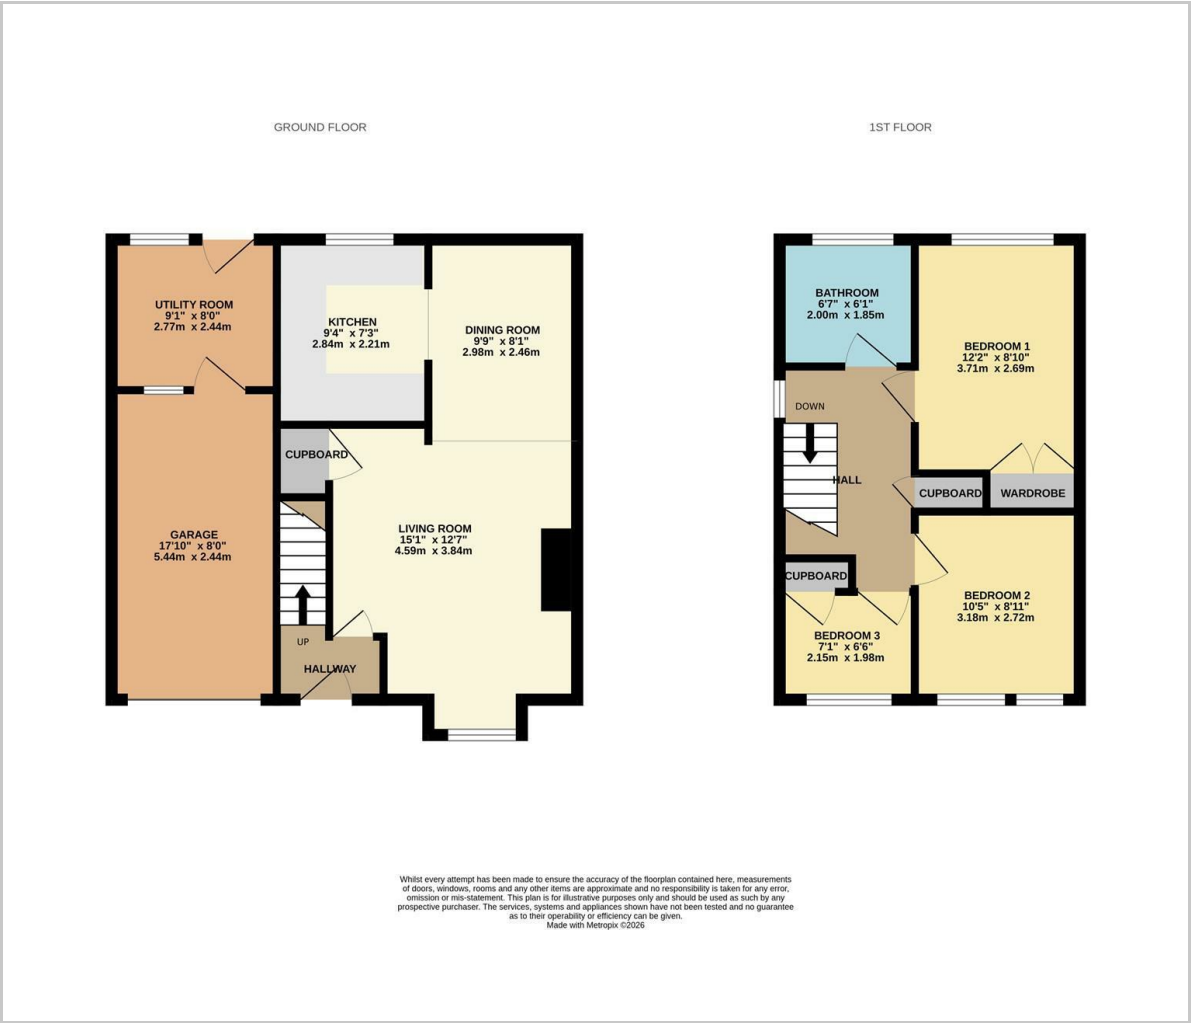 GROUND FLOOR
1ST FLOOR
UTILITY ROOM
9'1" x 8'0"
2.77m x 2.44m
KITCHEN
9'4" x 7'3"
2.84m x 2.21m
DINING ROOM
9'9" x 8'1"
2.98m x 2.46m
CUPBOARD
LIVING ROOM
15'1" x 12'7"
4.59m x 3.84m
GARAGE
17'10" x 8'0"
5.44m x 2.44m
UP
HALLWAY
BATHROOM
6'7" x 6'1"
2.00m x 1.85m
BEDROOM 1
12'2" x 8'10"
3.71m x 2.69m
DOWN
HALL
CUPBOARD
WARDROBE
CUPBOARD
BEDROOM 2
10'5" x 8'11"
3.18m x 2.72m
BEDROOM 3
7'1" x 6'6"
2.15m x 1.98m
Whilst every attempt has been made to ensure the accuracy of the floorplan contained here, measurements
of doors, windows, rooms and any other items are approximate and no responsibility is taken for any error,
omission or mis-statement. This plan is for illustrative purposes only and should be used as such by any
prospective purchaser. The services, systems and appliances shown have not been tested and no guarantee
as to their operability or efficiency can be given.
Made with Metropix ©2026